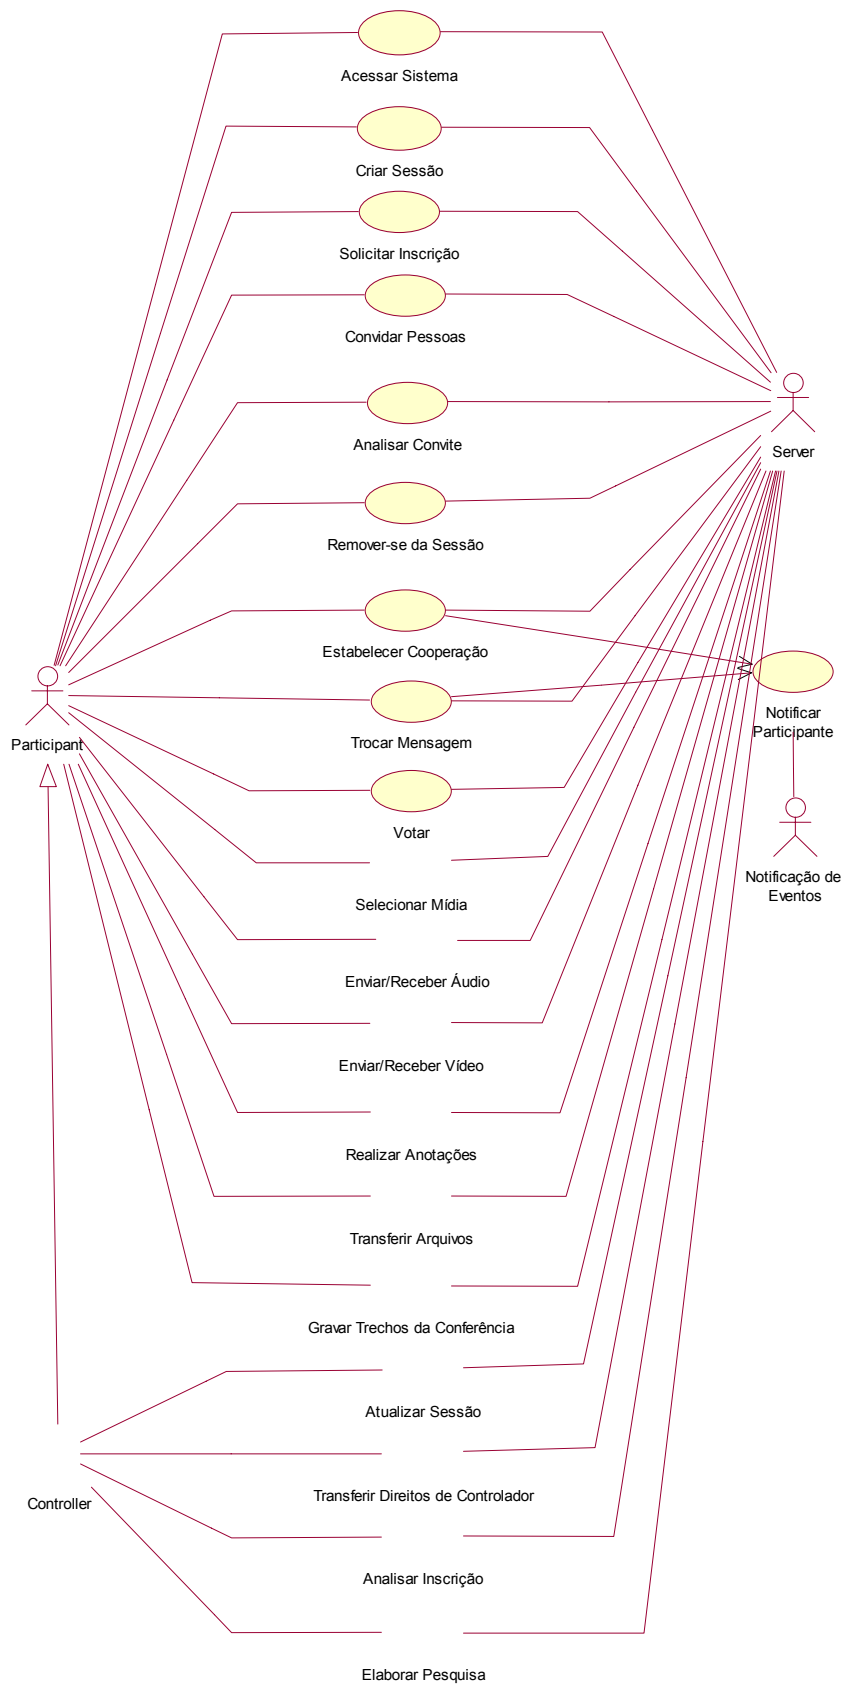 Acessar Sistema
Criar Sessão
Solicitar Inscrição
Convidar Pessoas
Analisar Convite
Server
Remover-se da Sessão
Estabelecer Cooperação
Notificar
Participante
Participant
Trocar Mensagem
Votar
Notificação de
Eventos
Selecionar Mídia
Enviar/Receber Áudio
Enviar/Receber Vídeo
Realizar Anotações
Transferir Arquivos
Gravar Trechos da Conferência
Atualizar Sessão
Transferir Direitos de Controlador
Controller
Analisar Inscrição
Elaborar Pesquisa